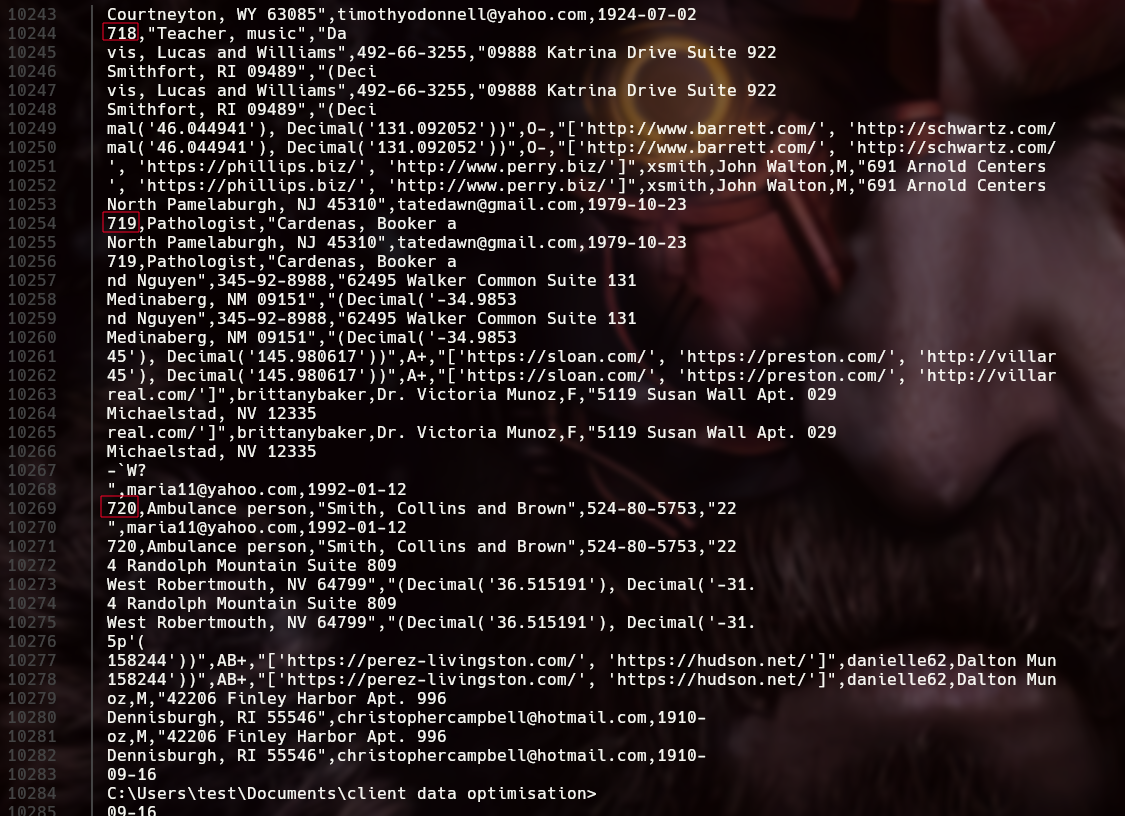 10243 Courtneyton, WY 63085",timothyodonnell@yahoo.com,1924-07-02
10244 718,"Teacher, music","Da
10245 vis, Lucas and Williams",492-66-3255,"09888 Katrina Drive Suite 922
10246 Smithfort, RI 09489","(Deci
10247 vis, Lucas and Williams",492-66-3255,"09888 Katrina Drive Suite 922
10248 Smithfort, RI 09489","(Deci
10249 mal('46.044941'), Decimal('131.092052'))",O-,"['http://www.barrett.com/', 'http://schwartz.com/
10250 mal('46.044941'), Decimal('131.092052'))",O-,"['http://www.barrett.com/', 'http://schwartz.com/
10251 ', 'https://phillips.biz/', 'http://www.perry.biz/']",xsmith,John Walton,M,"691 Arnold Centers
10252 ', 'https://phillips.biz/', 'http://www.perry.biz/']",xsmith,John Walton,M,"691 Arnold Centers
10253 North Pamelaburgh, NJ 45310",tatedawn@gmail.com,1979-10-23
10254 719,Pathologist,"Cardenas, Booker a
10255 North Pamelaburgh, NJ 45310",tatedawn@gmail.com,1979-10-23
10256 719,Pathologist,"Cardenas, Booker a
10257 nd Nguyen",345-92-8988,"62495 Walker Common Suite 131
10258 Medinaberg, NM 09151","(Decimal('-34.9853
10259 nd Nguyen",345-92-8988,"62495 Walker Common Suite 131
10260 Medinaberg, NM 09151","(Decimal('-34.9853
10261 45'), Decimal('145.980617'))",A+,"['https://sloan.com/', 'https://preston.com/', 'http://villar
10262 45'), Decimal('145.980617'))",A+,"['https://sloan.com/', 'https://preston.com/', 'http://villar
10263 real.com/']",brittanybaker,Dr. Victoria Munoz,F,"5119 Susan Wall Apt. 029
10264 Michaelstad, NV 12335
10265 real.com/']",brittanybaker,Dr. Victoria Munoz,F,"5119 Susan Wall Apt. 029
10266 Michaelstad, NV 12335
10267 -`W?
10268 ",maria11@yahoo.com,1992-01-12
10269 720,Ambulance person,"Smith, Collins and Brown",524-80-5753,"22
10270 ",maria11@yahoo.com,1992-01-12
10271 720,Ambulance person,"Smith, Collins and Brown",524-80-5753,"22
10272 4 Randolph Mountain Suite 809
10273 West Robertmouth, NV 64799","(Decimal('36.515191'), Decimal('-31.
10274 4 Randolph Mountain Suite 809
10275 West Robertmouth, NV 64799","(Decimal('36.515191'), Decimal('-31.
10276 5p'(
10277 158244'))",AB+,"['https://perez-livingston.com/', 'https://hudson.net/']",danielle62,Dalton Mun
10278 158244'))",AB+,"['https://perez-livingston.com/', 'https://hudson.net/']",danielle62,Dalton Mun
10279 oz,M,"42206 Finley Harbor Apt. 996
10280 Dennisburgh, RI 55546",christophercampbell@hotmail.com,1910-
10281 oz,M,"42206 Finley Harbor Apt. 996
10282 Dennisburgh, RI 55546",christophercampbell@hotmail.com,1910-
10283 09-16
10284 C:\Users\test\Documents\client data optimisation>
10285 09-16